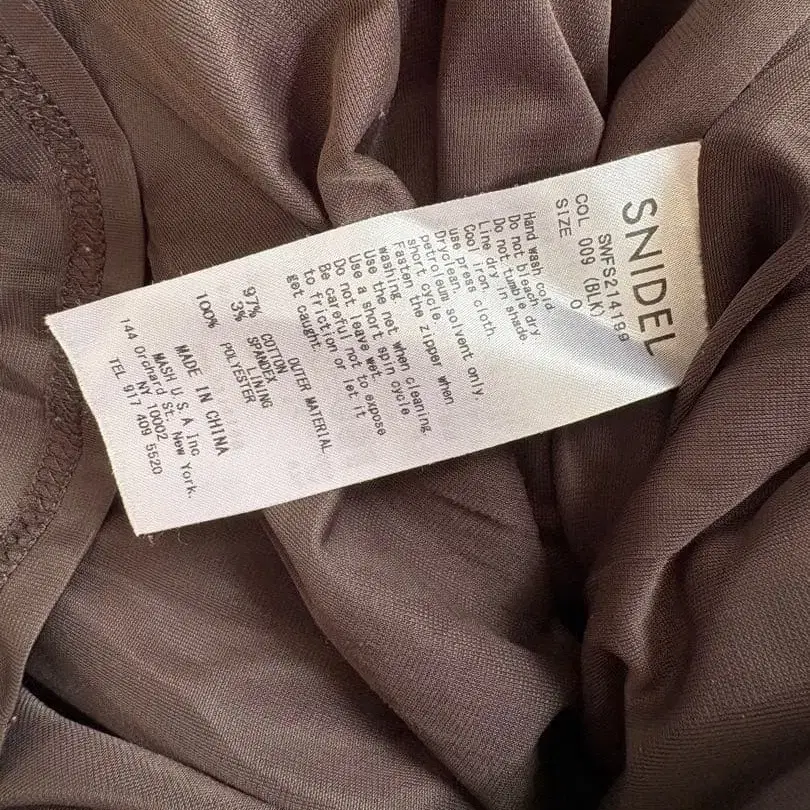 SNIDEL
SWFS214199
COL 009 (BLK)
SIZE 0
Hand wash cold
Do not bleach dry
Do not tumble dry
Line dry in shade
Cool iron.
use press cloth.
Dryclean,
petroleum solvent only.
short cycle.
Fasten the zipper when
washing.
Use the net when cleaning.
Use a short spin cycle
Do not leave wet.
Be careful not to expose
to friction or let it
get caught.
OUTER MATERIAL
97% COTTON
3% SPANDEX
LINING
100% POLYESTER
MADE IN CHINA
MASH U.S.A Inc
144 Orchard St. New York.
NY 10002
TEL 917 409 5520